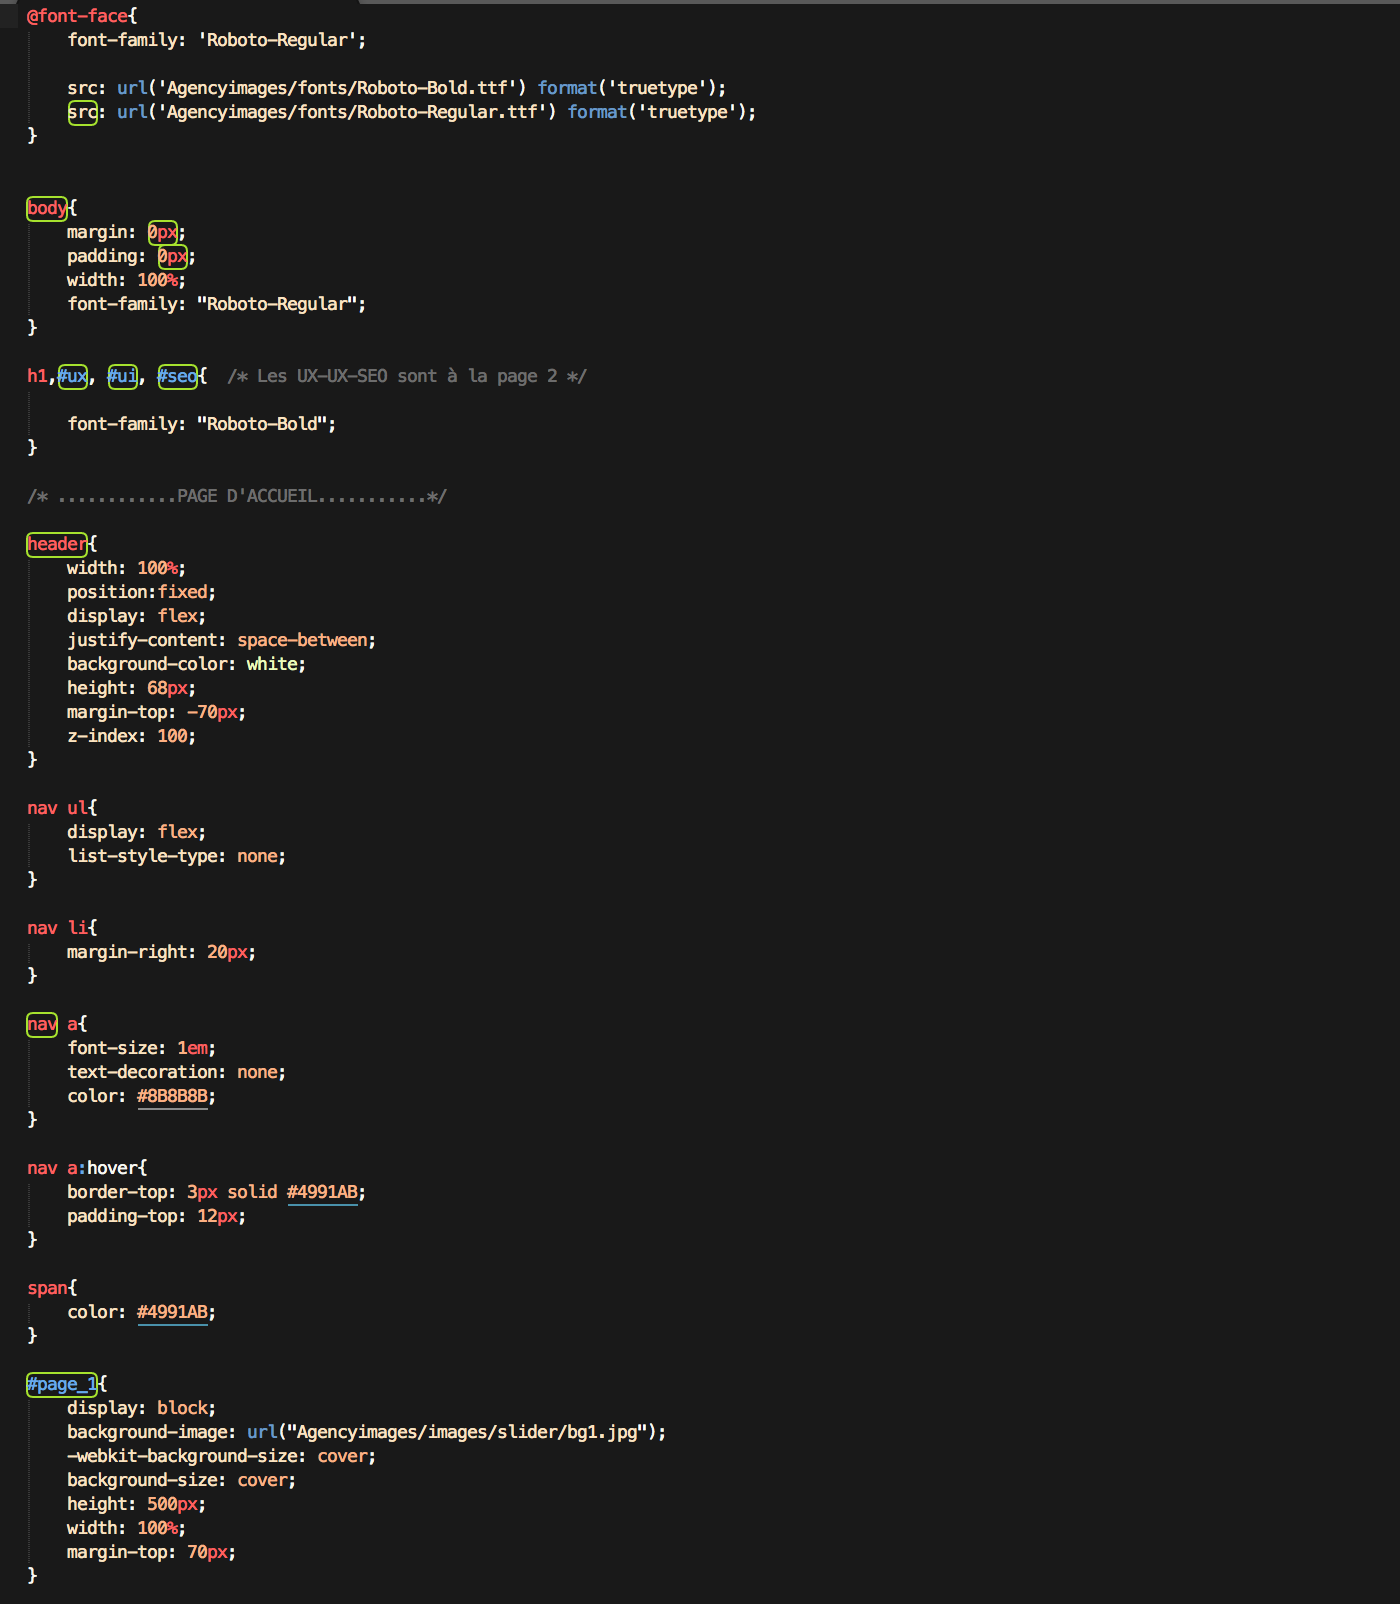 @font-face{
    font-family: 'Roboto-Regular';
    src: url('Agencyimages/fonts/Roboto-Bold.ttf') format('truetype');
    src: url('Agencyimages/fonts/Roboto-Regular.ttf') format('truetype');
}
body{
    margin: 0px;
    padding: 0px;
    width: 100%;
    font-family: "Roboto-Regular";
}
h1,#ux, #ui, #seo{  /* Les UX-UX-SEO sont à la page 2 */
    font-family: "Roboto-Bold";
}
/* ............PAGE D'ACCUEIL...........*/
header{
    width: 100%;
    position:fixed;
    display: flex;
    justify-content: space-between;
    background-color: white;
    height: 68px;
    margin-top: -70px;
    z-index: 100;
}
nav ul{
    display: flex;
    list-style-type: none;
}
nav li{
    margin-right: 20px;
}
nav a{
    font-size: 1em;
    text-decoration: none;
    color: #8B8B8B;
}
nav a:hover{
    border-top: 3px solid #4991AB;
    padding-top: 12px;
}
span{
    color: #4991AB;
}
#page_1{
    display: block;
    background-image: url("Agencyimages/images/slider/bg1.jpg");
    -webkit-background-size: cover;
    background-size: cover;
    height: 500px;
    width: 100%;
    margin-top: 70px;
}